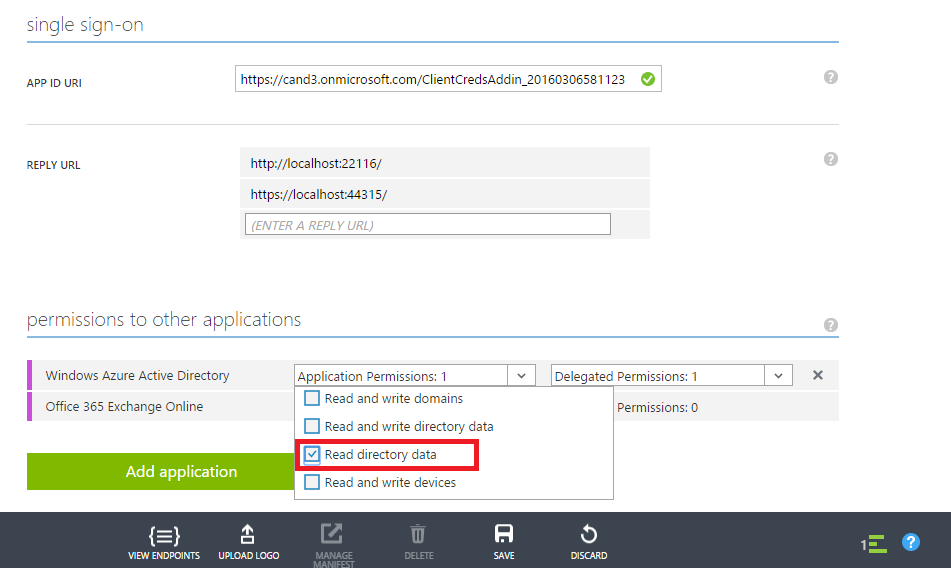 single sign-on
APP ID URI
https://cand3.onmicrosoft.com/ClientCredsAddin_20160306581123
?
REPLY URL
http://localhost:22116/
?
https://localhost:44315/
(ENTER A REPLY URL)
permissions to other applications
?
Windows Azure Active Directory
Application Permissions: 1
Delegated Permissions: 1
Office 365 Exchange Online
Permissions: 0
Read and write domains
Read and write directory data
Read directory data
Read and write devices
Add application
VIEW ENDPOINTS
UPLOAD LOGO
MANAGE
MANIFEST
DELETE
SAVE
DISCARD
1
?